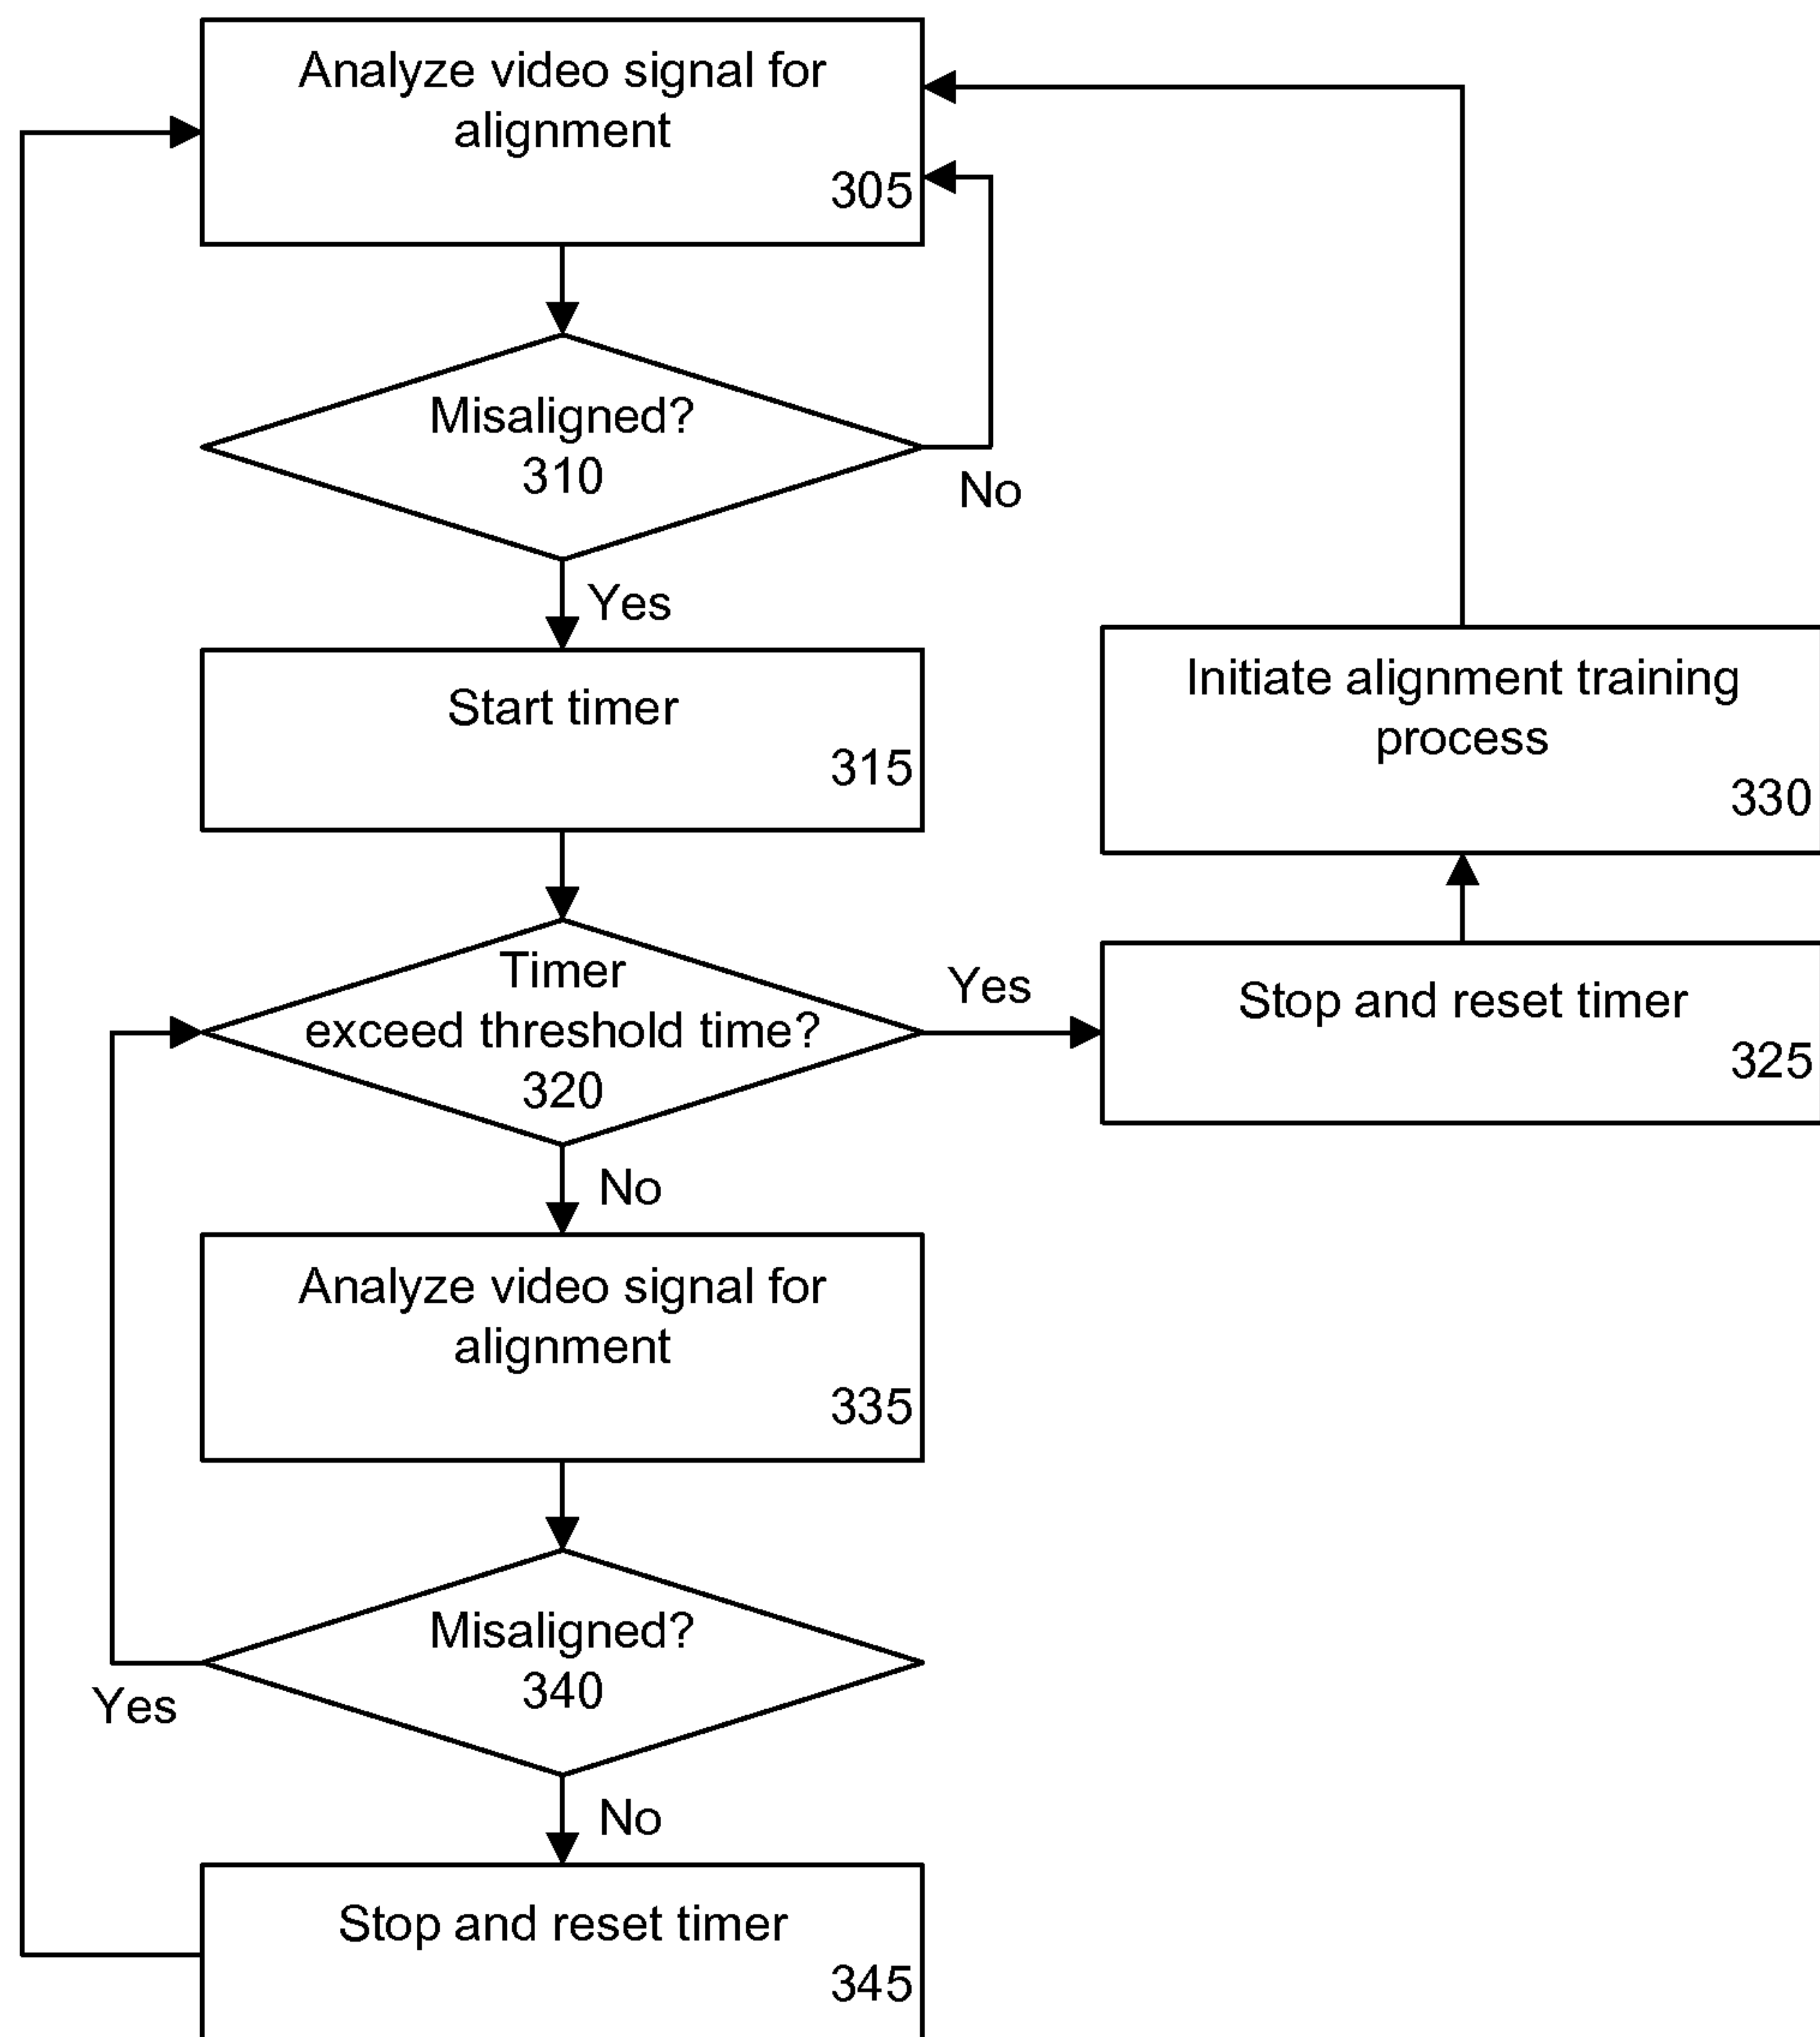 Analyze video signal for
alignment
305
Misaligned?
310
No
Yes
Start timer
315
Initiate alignment training
process
330
Timer
exceed threshold time?
320
Yes
Stop and reset timer
325
No
Analyze video signal for
alignment
335
Misaligned?
340
Yes
No
Stop and reset timer
345